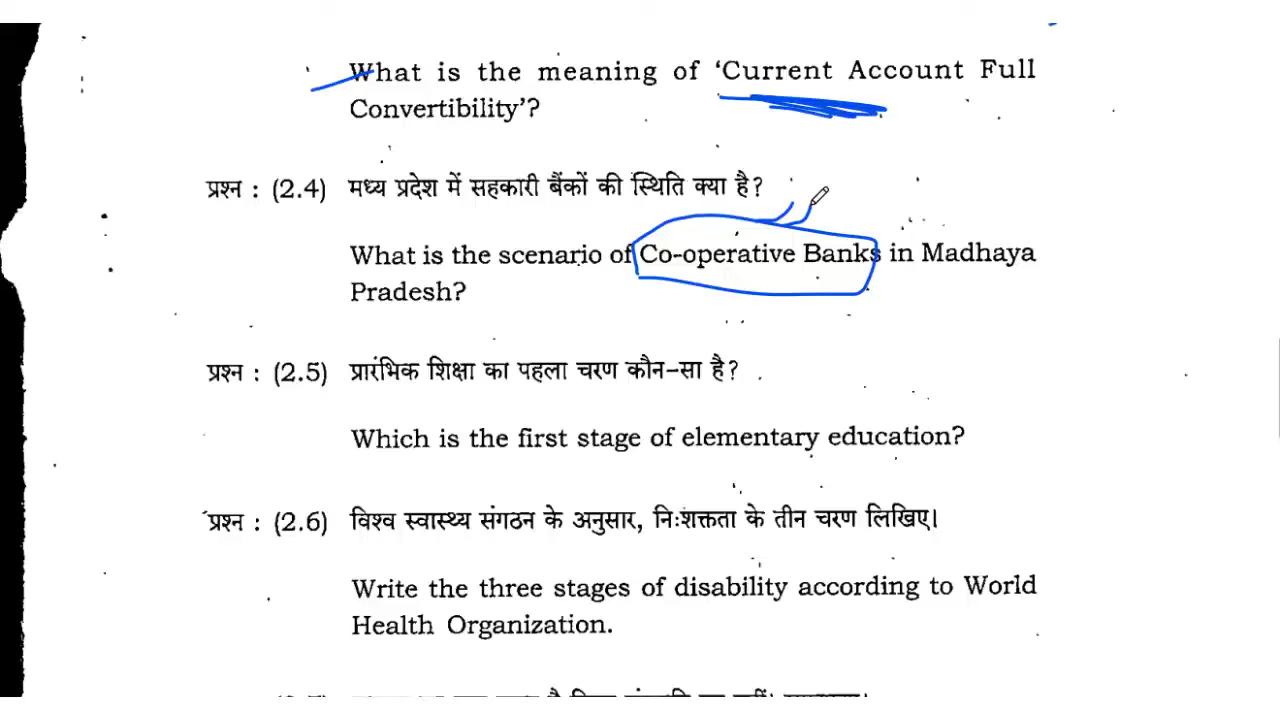 What is the meaning of ‘Current Account Full
Convertibility’?
प्रश्न : (2.4) मध्य प्रदेश में सहकारी बैंकों की स्थिति क्या है?
What is the scenario of Co-operative Banks in Madhaya
Pradesh?
प्रश्न : (2.5) प्रारंभिक शिक्षा का पहला चरण कौन-सा है?
Which is the first stage of elementary education?
प्रश्न : (2.6) विश्व स्वास्थ्य संगठन के अनुसार, निःशक्तता के तीन चरण लिखिए।
Write the three stages of disability according to World
Health Organization.